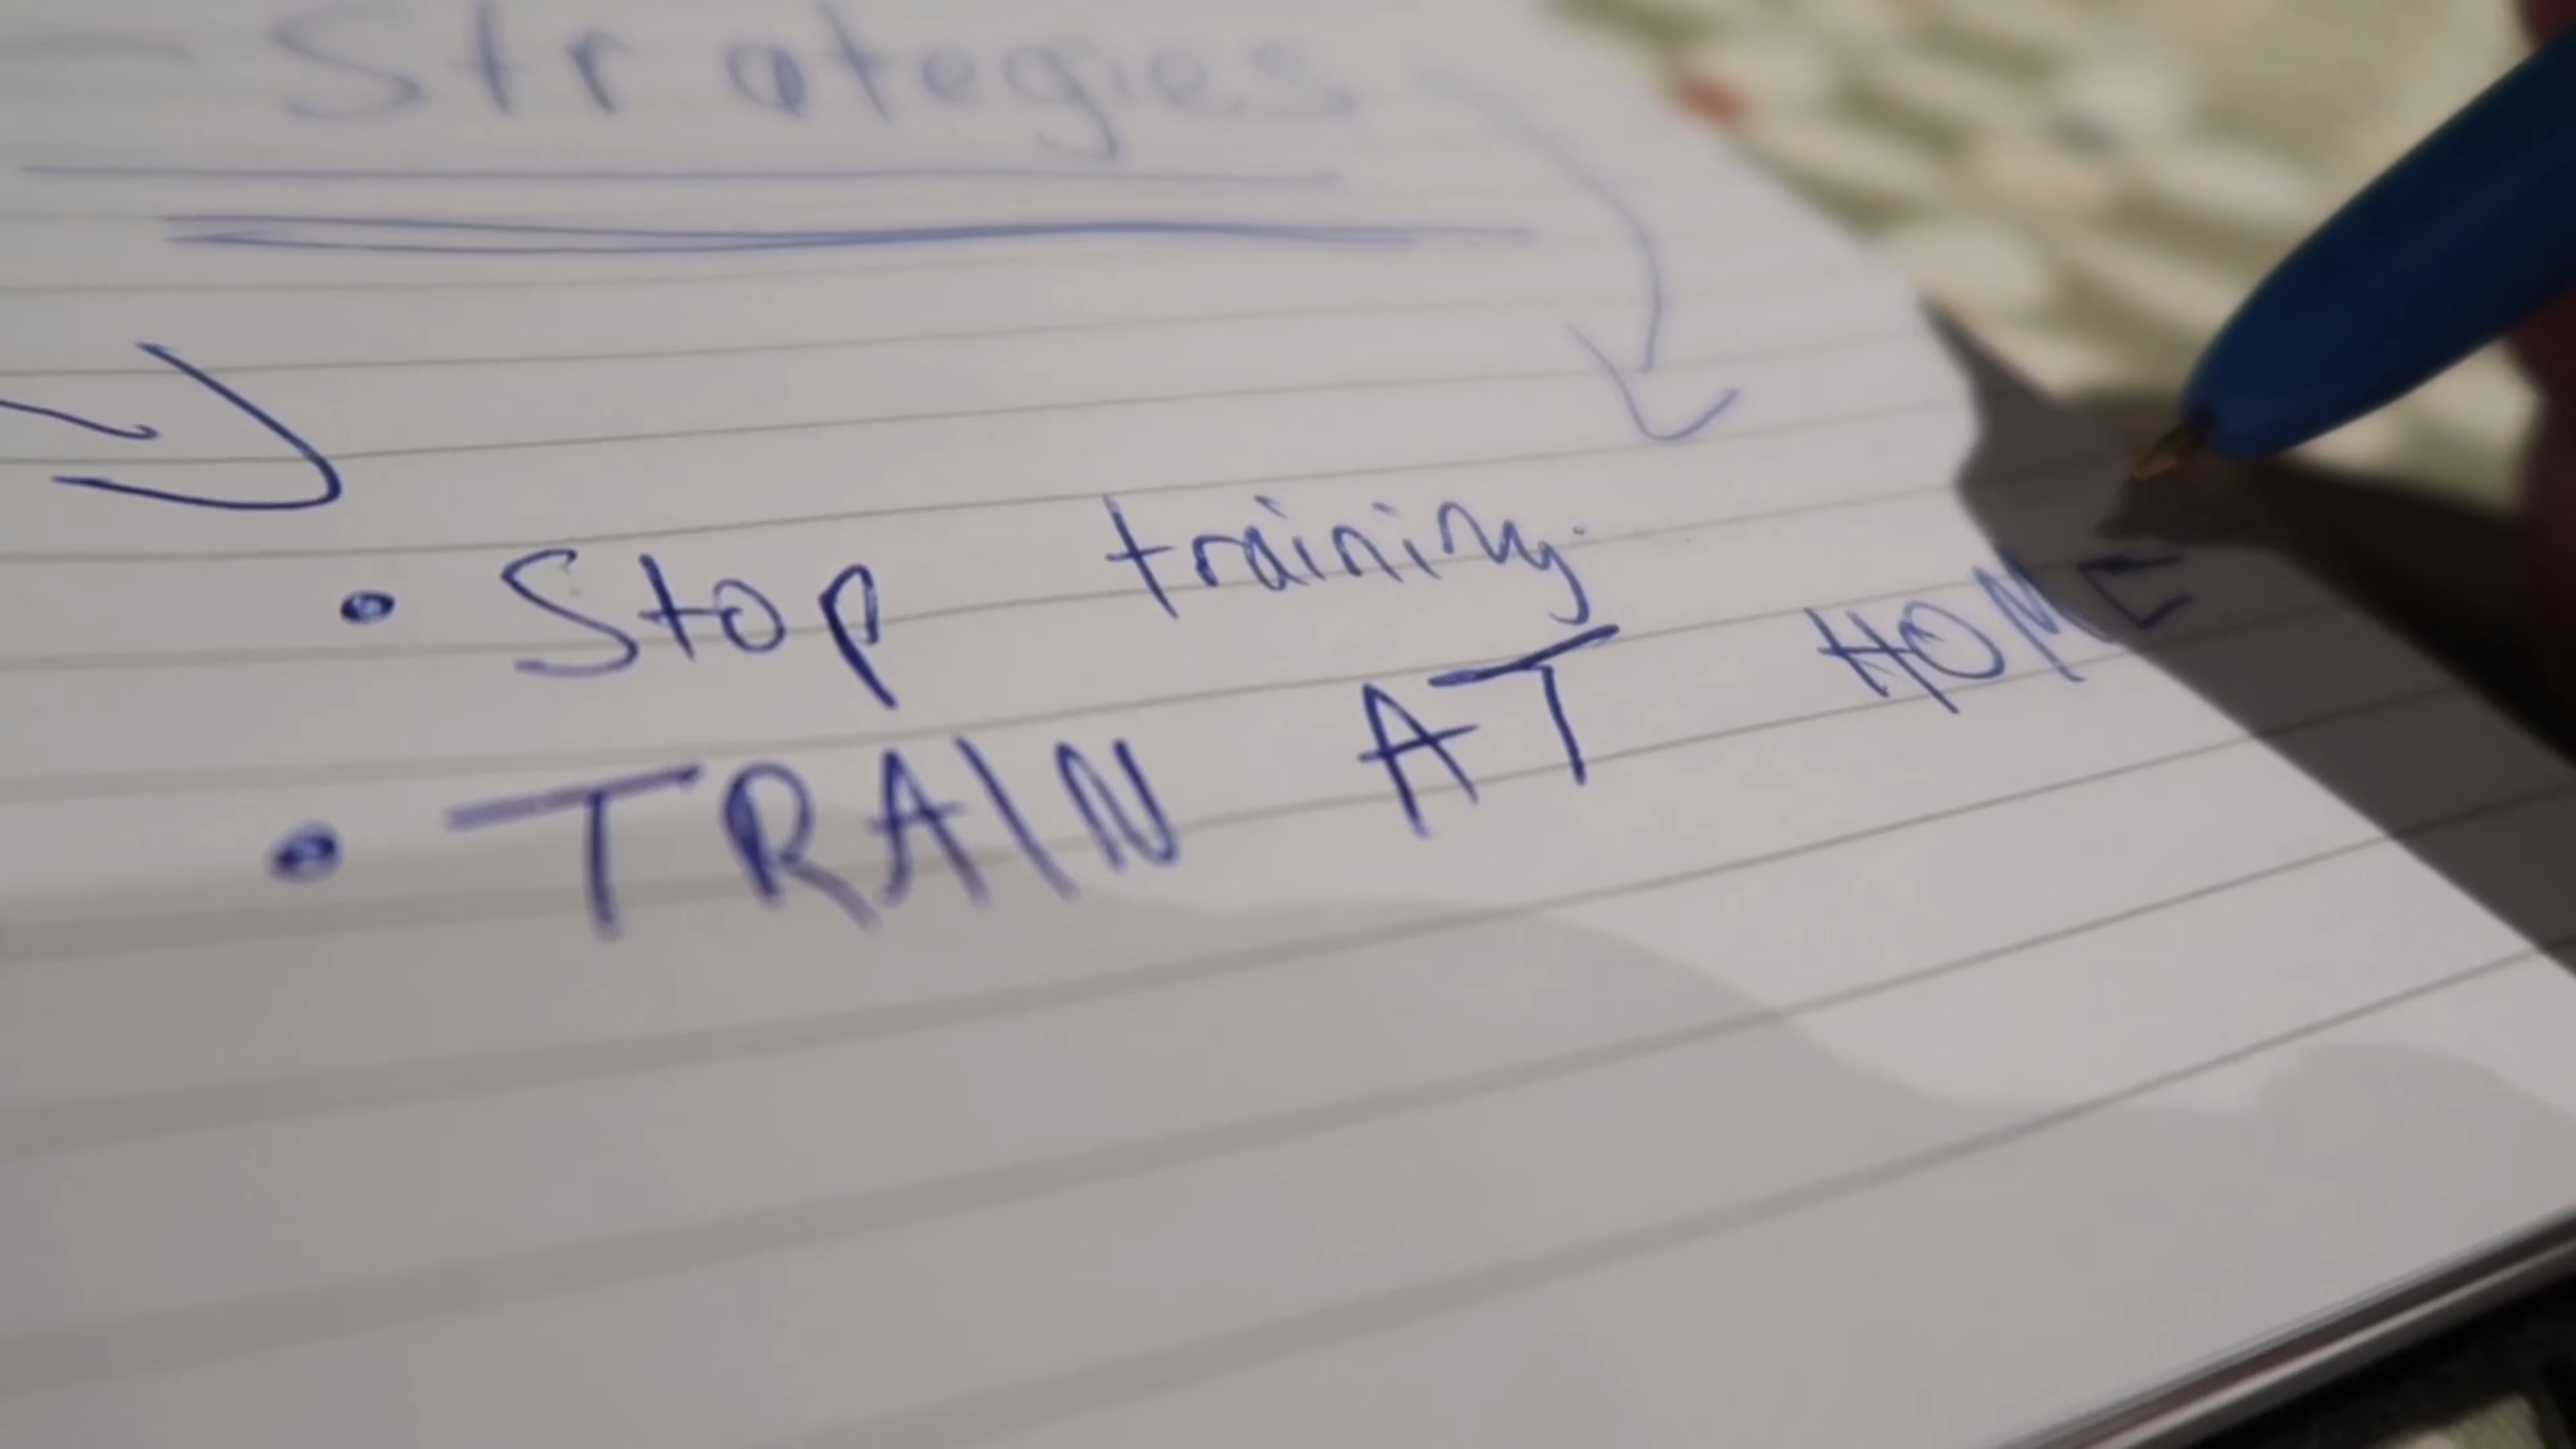 - Strategies
• Stop training.
• TRAIN AT HOME